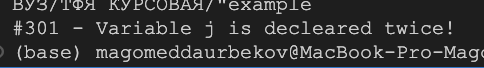 ВУЗ/ТФЯ КУРСОВАЯ/"example
#301 - Variable j is decleared twice!
(base) magomeddaurbekov@MacBook-Pro-Mago